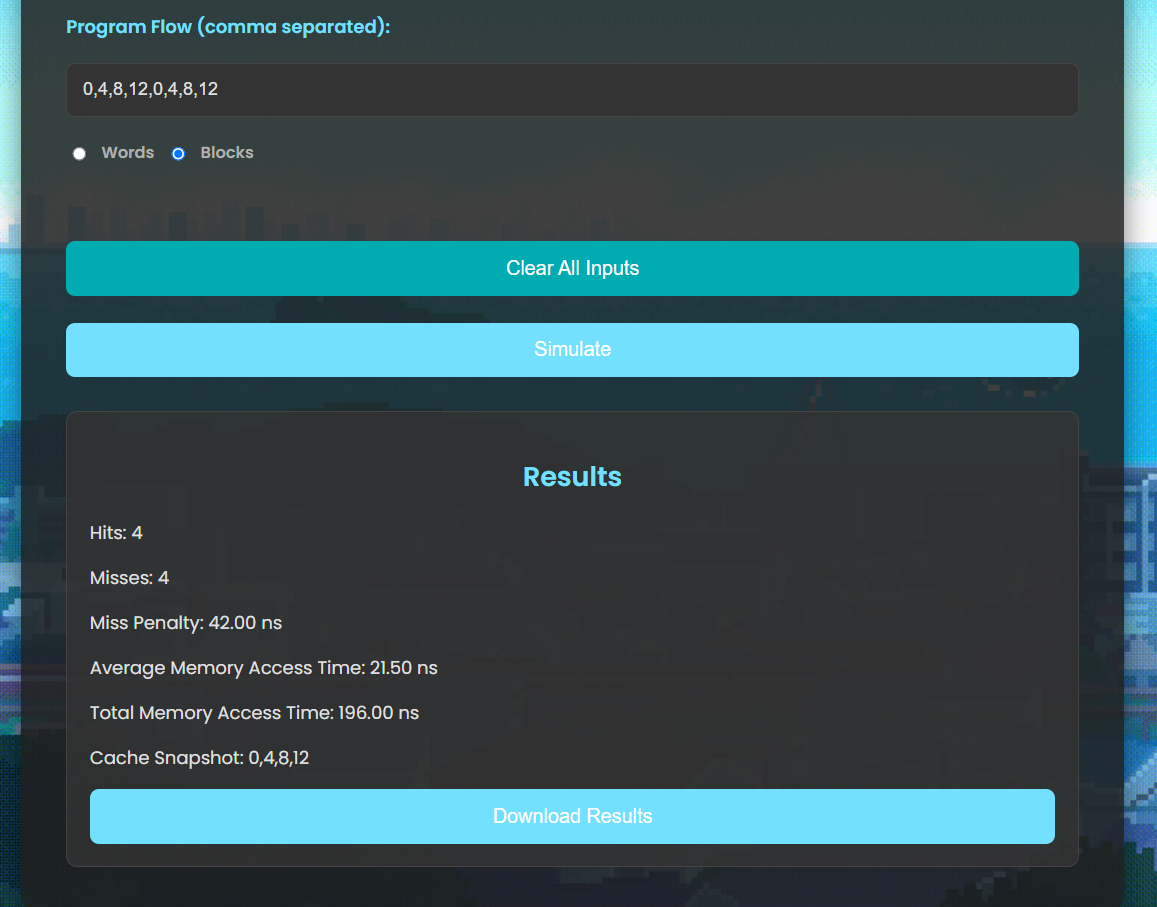 Program Flow (comma separated):
0,4,8,12,0,4,8,12
Words Blocks
Clear All Inputs
Simulate
Results
Hits: 4
Misses: 4
Miss Penalty: 42.00 ns
Average Memory Access Time: 21.50 ns
Total Memory Access Time: 196.00 ns
Cache Snapshot: 0,4,8,12
Download Results